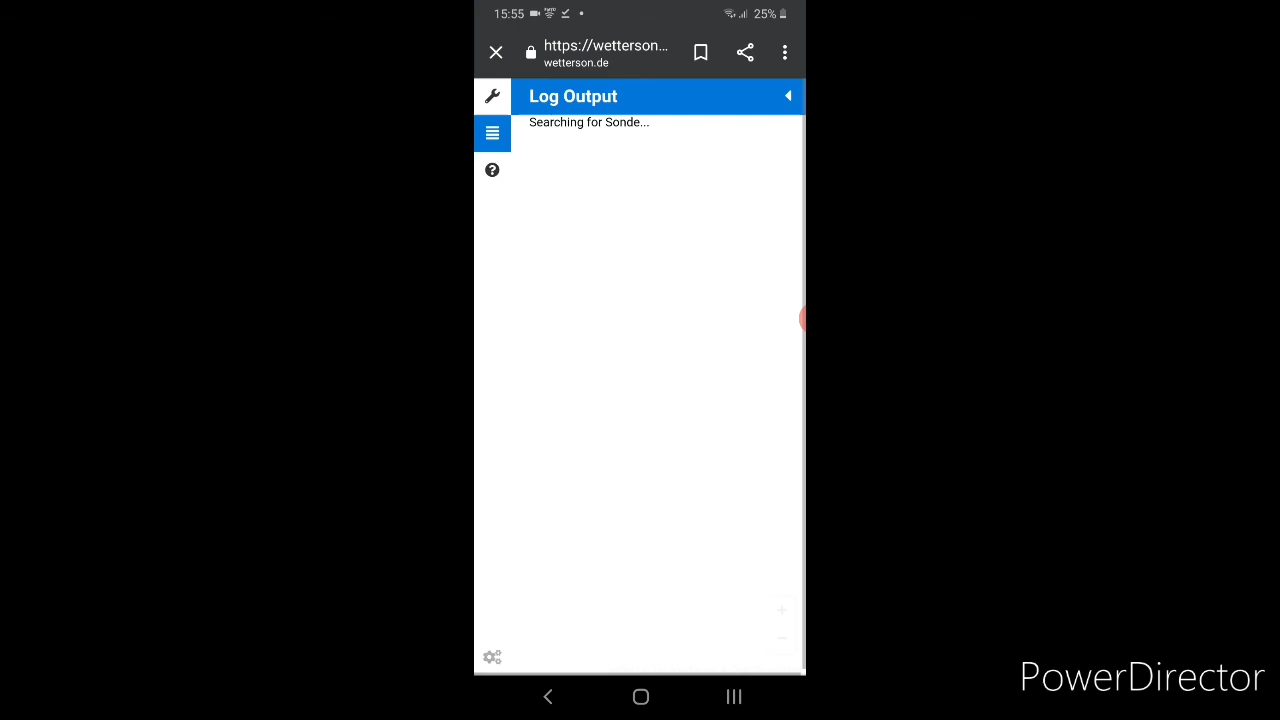 15:55
25%
https://wetterson...
wetterson.de
Log Output
Searching for Sonde...
PowerDirector